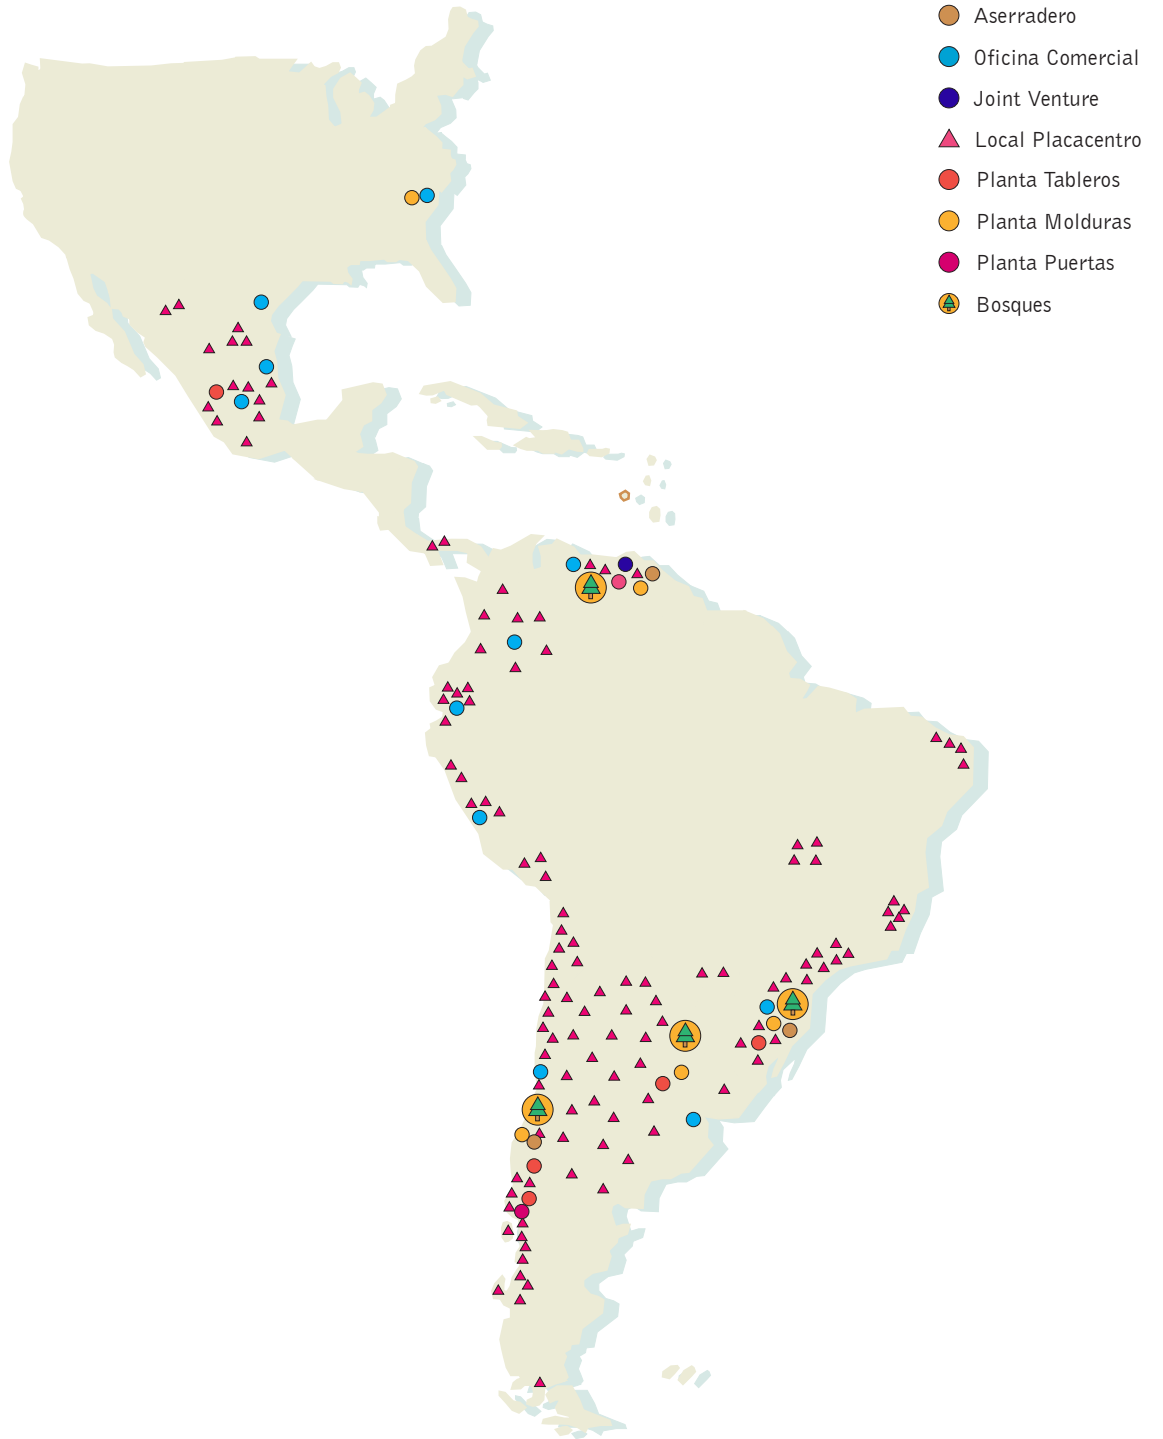 Aserradero
Oficina Comercial
Joint Venture
Local Placacentro
Planta Tableros
Planta Molduras
Planta Puertas
Bosques